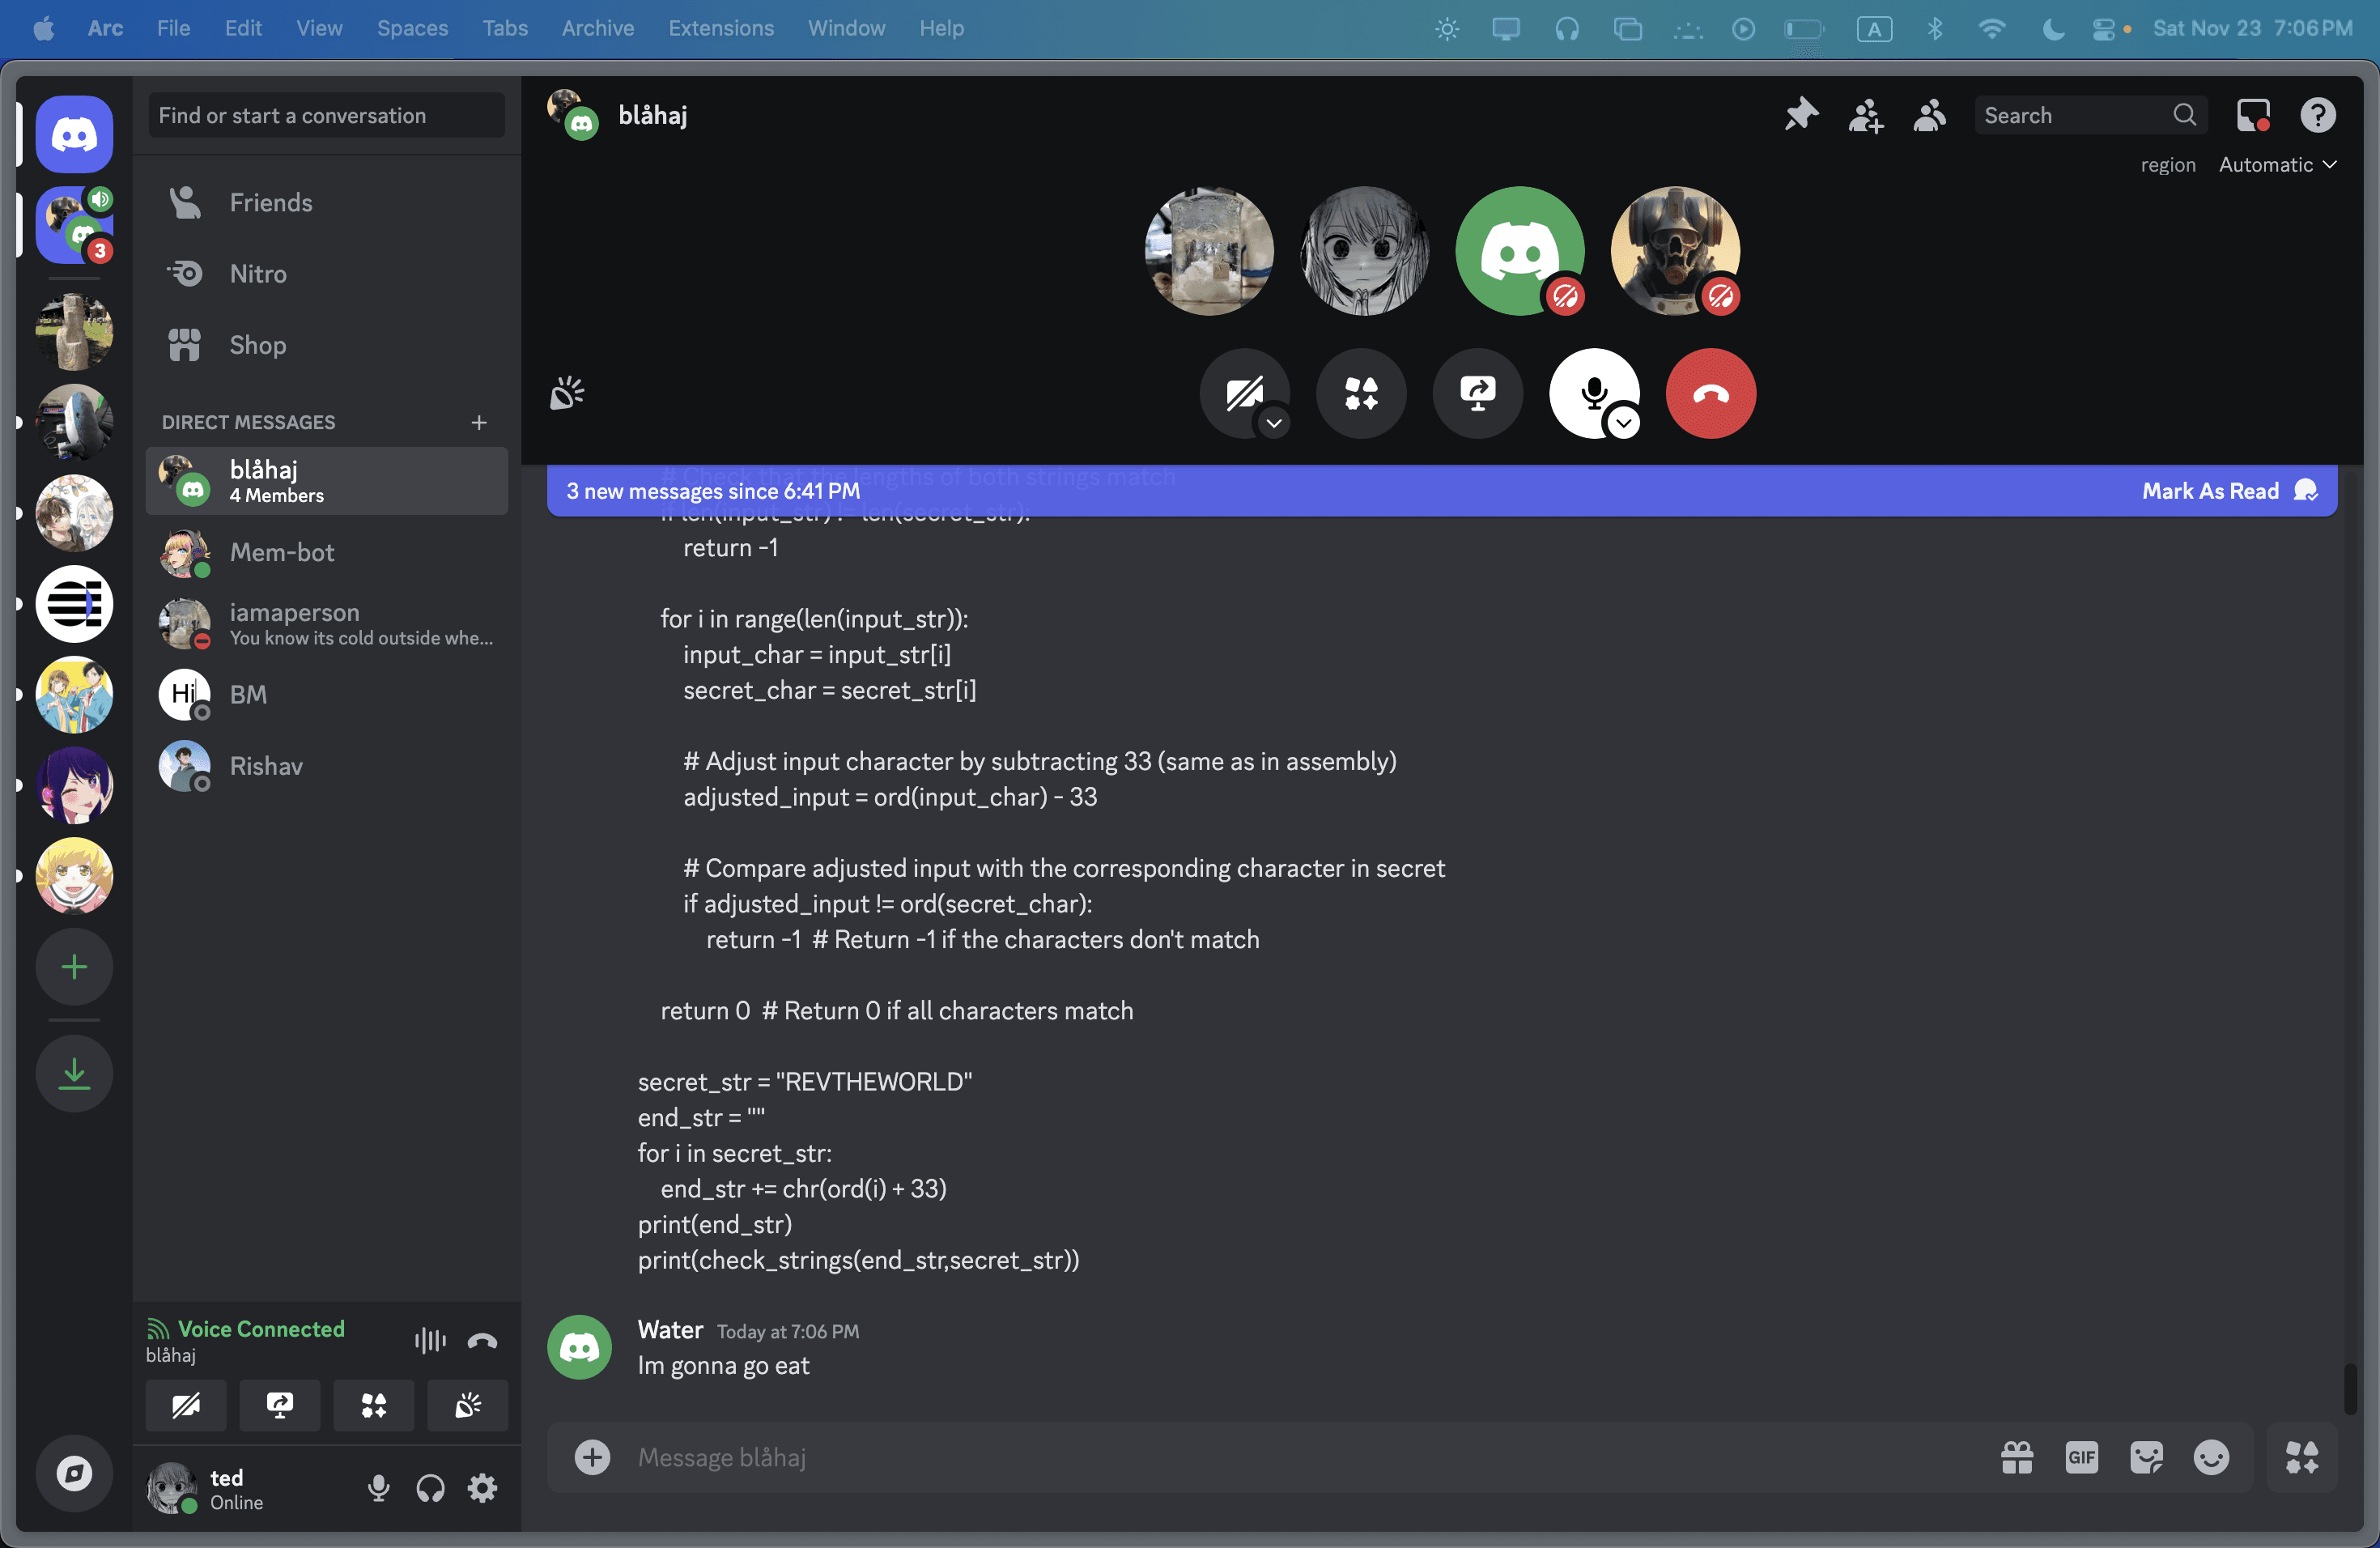 Arc File Edit View Spaces Tabs Archive Extensions Window Help
A
Sat Nov 23 7:06 PM
Find or start a conversation
blåhaj
Search
region Automatic
3
Friends
Nitro
Shop
DIRECT MESSAGES
blåhaj
4 Members
Mem-bot
iamaperson
You know its cold outside whe...
Hi
BM
Rishav
# Check that the lengths of both strings match
3 new messages since 6:41 PM
Mark As Read
if len(input_str) != len(secret_str):
return -1
for i in range(len(input_str)):
input_char = input_str[i]
secret_char = secret_str[i]
# Adjust input character by subtracting 33 (same as in assembly)
adjusted_input = ord(input_char) - 33
# Compare adjusted input with the corresponding character in secret
if adjusted_input != ord(secret_char):
return -1 # Return -1 if the characters don't match
return 0 # Return 0 if all characters match
secret_str = "REVTHEWORLD"
end_str = ""
for i in secret_str:
end_str += chr(ord(i) + 33)
print(end_str)
print(check_strings(end_str,secret_str))
Water Today at 7:06 PM
Im gonna go eat
Message blåhaj
GIF
Voice Connected
blåhaj
ted
Online